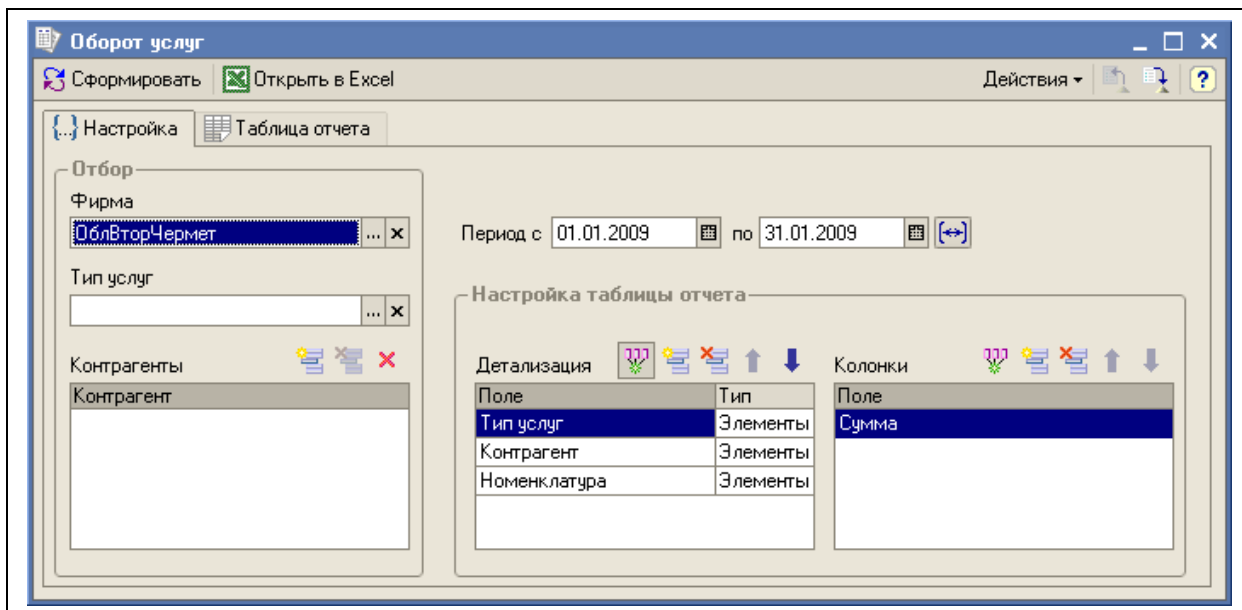 Оборот услуг
Сформировать Открыть в Excel Действия
{...} Настройка Таблица отчета
Отбор
Фирма
ОблВторЧермет ... x
Период с 01.01.2009 по 31.01.2009
Тип услуг
... x
Настройка таблицы отчета
Контрагенты
Контрагент
Детализация
Поле Тип
Тип услуг Элементы
Контрагент Элементы
Номенклатура Элементы
Колонки
Поле
Сумма